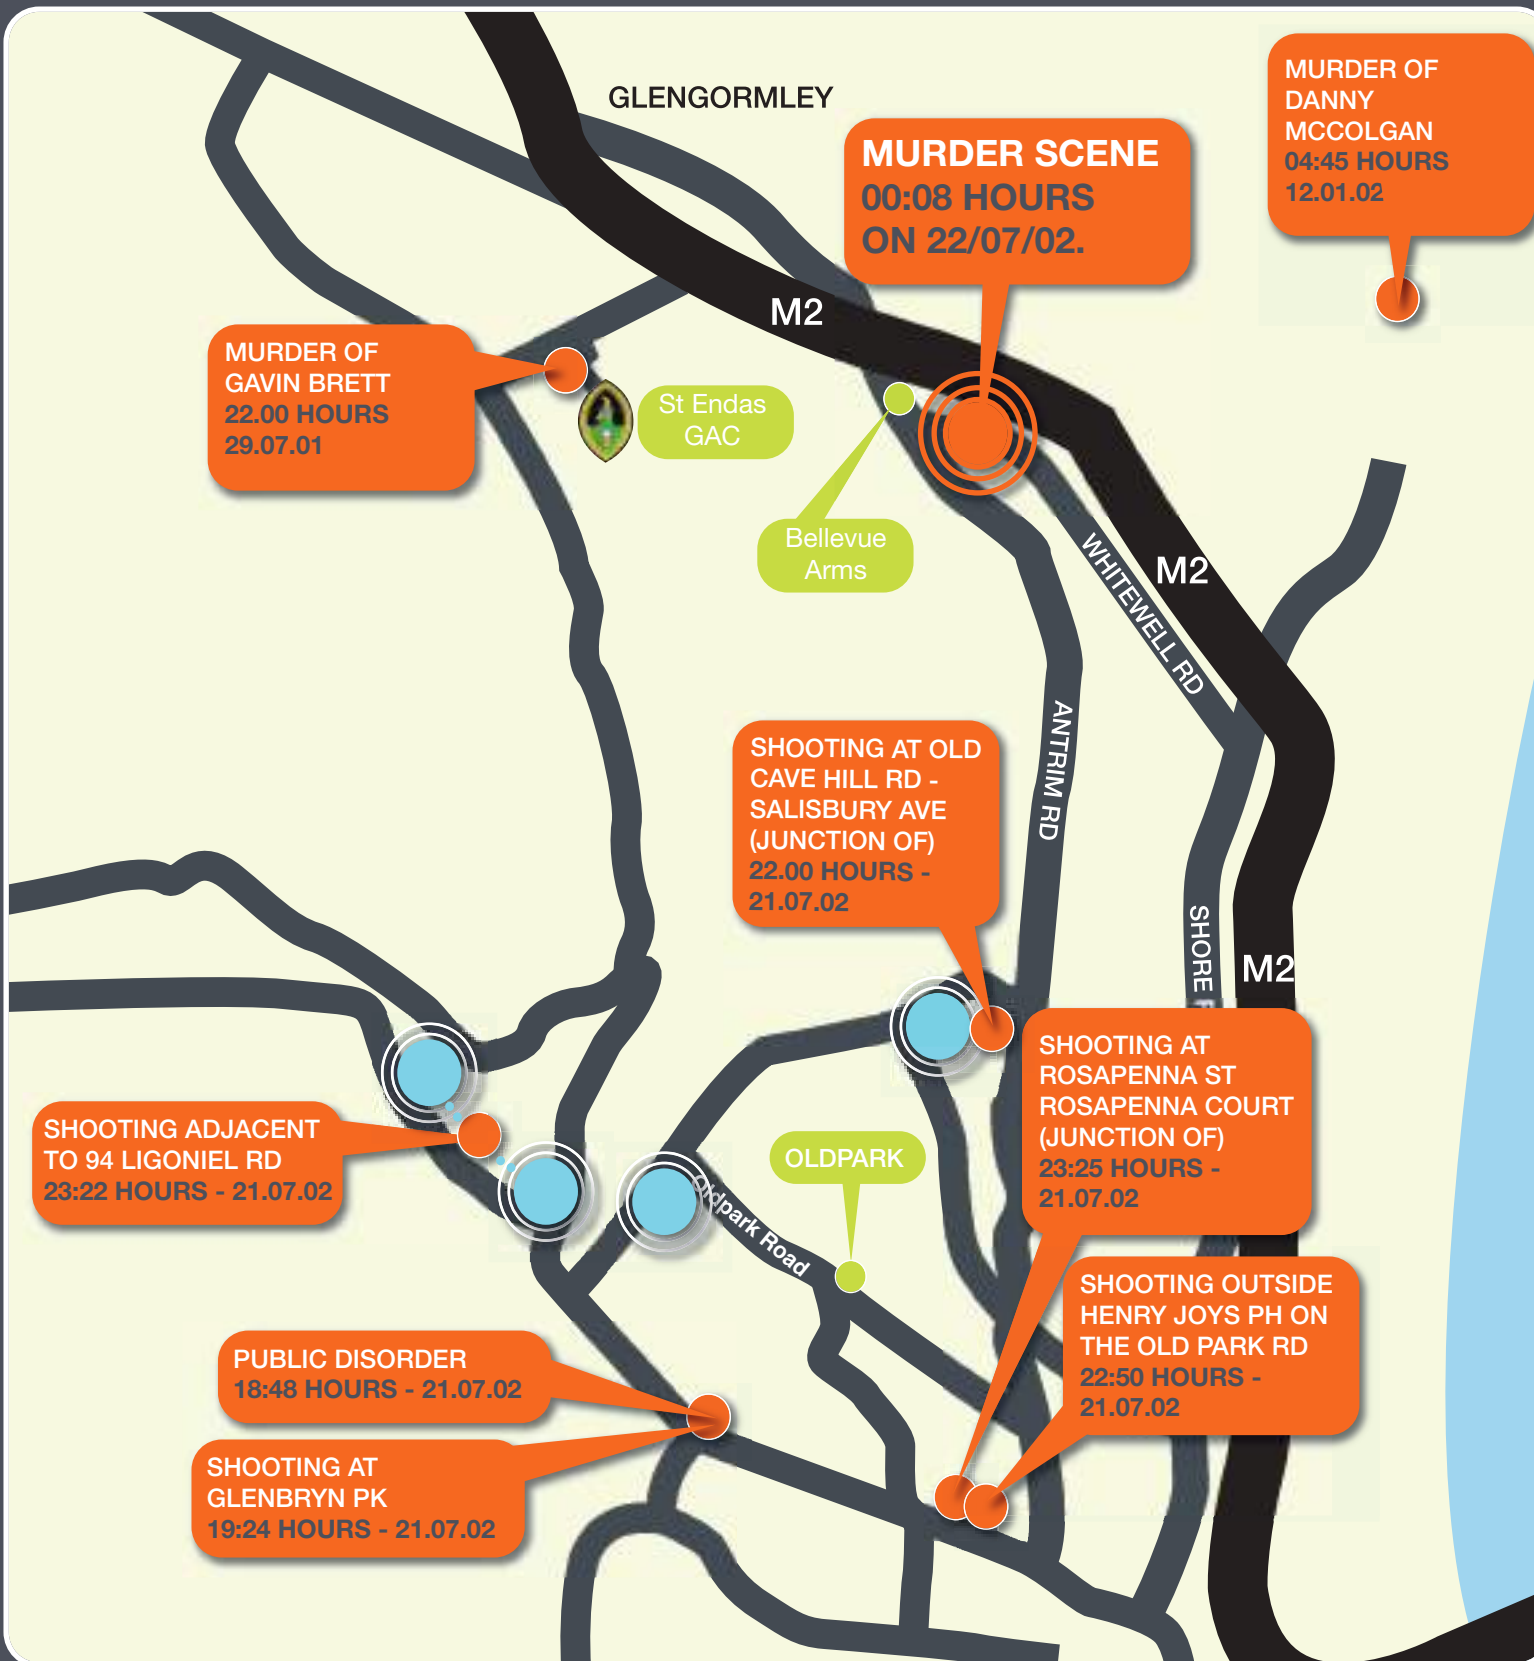 GLENGORMLEY
MURDER OF
DANNY
MCCOLGAN
04:45 HOURS
12.01.02
MURDER SCENE
00:08 HOURS
ON 22/07/02.
M2
MURDER OF
GAVIN BRETT
22.00 HOURS
29.07.01
St Endas
GAC
Bellevue
Arms
WHITEWELL RD
M2
ANTRIM RD
SHOOTING AT OLD
CAVE HILL RD -
SALISBURY AVE
(JUNCTION OF)
22.00 HOURS -
21.07.02
SHORE
M2
SHOOTING AT
ROSAPENNA ST
ROSAPENNA COURT
(JUNCTION OF)
23:25 HOURS -
21.07.02
SHOOTING ADJACENT
TO 94 LIGONIEL RD
23:22 HOURS - 21.07.02
OLDPARK
Oldpark Road
SHOOTING OUTSIDE
HENRY JOYS PH ON
THE OLD PARK RD
22:50 HOURS -
21.07.02
PUBLIC DISORDER
18:48 HOURS - 21.07.02
SHOOTING AT
GLENBRYN PK
19:24 HOURS - 21.07.02